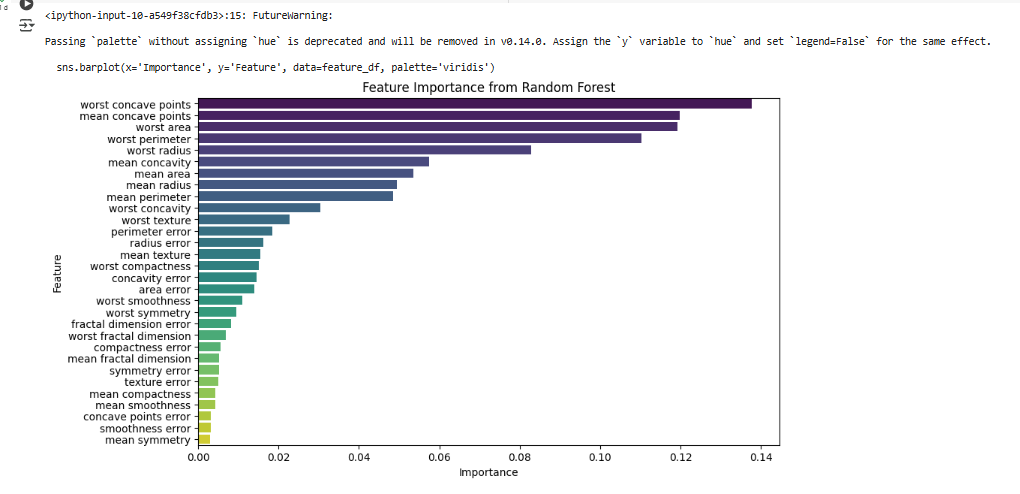 <ipython-input-10-a549f38cfdb3>:15: FutureWarning:
Passing `palette` without assigning `hue` is deprecated and will be removed in v0.14.0. Assign the `y` variable to `hue` and set `legend=False` for the same effect.
sns.barplot(x='Importance', y='Feature', data=feature_df, palette='viridis')
Feature Importance from Random Forest
worst concave points
mean concave points
worst area
worst perimeter
worst radius
mean concavity
mean area
mean radius
mean perimeter
worst concavity
worst texture
perimeter error
radius error
mean texture
worst compactness
concavity error
area error
worst smoothness
worst symmetry
fractal dimension error
worst fractal dimension
compactness error
mean fractal dimension
symmetry error
texture error
mean compactness
mean smoothness
concave points error
smoothness error
mean symmetry
Feature
0.00 0.02 0.04 0.06 0.08 0.10 0.12 0.14
Importance